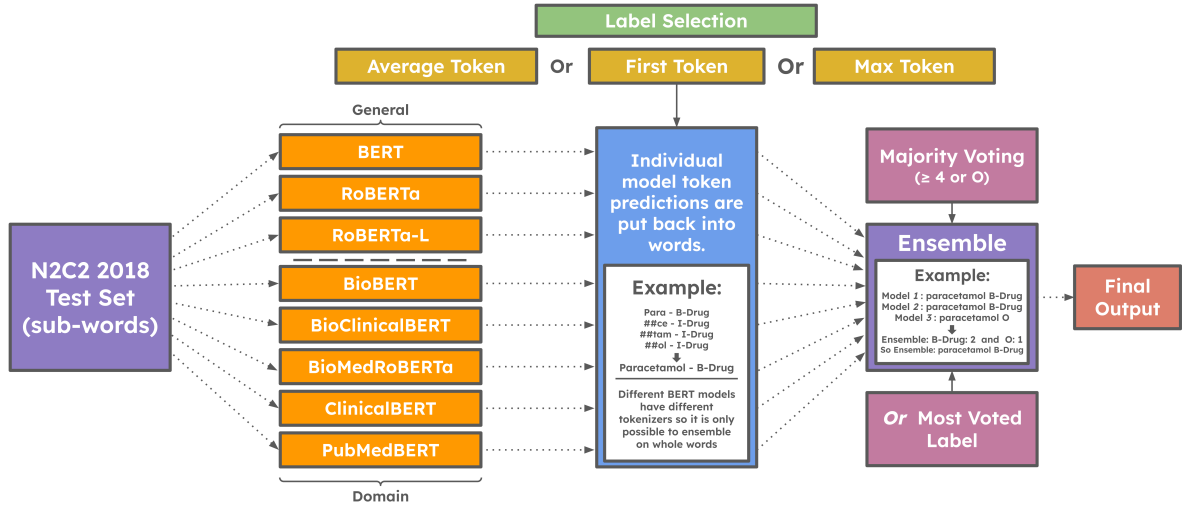 Label Selection
Average Token
Or
First Token
Or
Max Token
General
BERT
RoBERTa
RoBERTa-L
BioBERT
BioClinicalBERT
BioMedRoBERTa
ClinicalBERT
PubMedBERT
Domain
N2C2 2018
Test Set
(sub-words)
Individual
model token
predictions are
put back into
words.
Example:
Para - B-Drug
##ce - I-Drug
##tam - I-Drug
##ol - I-Drug
Paracetamol - B-Drug
Different BERT models
have different
tokenizers so it is only
possible to ensemble
on whole words
Majority Voting
(≥ 4 or O)
Ensemble
Example:
Model 1 : paracetamol B-Drug
Model 2 : paracetamol B-Drug
Model 3 : paracetamol O
Ensemble: B-Drug: 2 and O: 1
So Ensemble: paracetamol B-Drug
Or Most Voted
Label
Final
Output